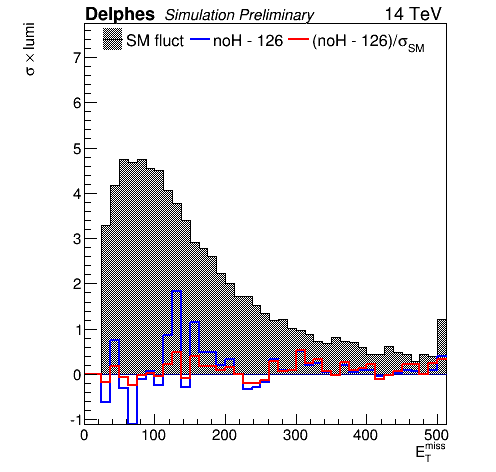 Delphes Simulation Preliminary 14 TeV
σ × lumi
SM fluct noH - 126 (noH - 126)/σ_SM
7
6
5
4
3
2
1
0
-1
0 100 200 300 400 500
E_T^miss